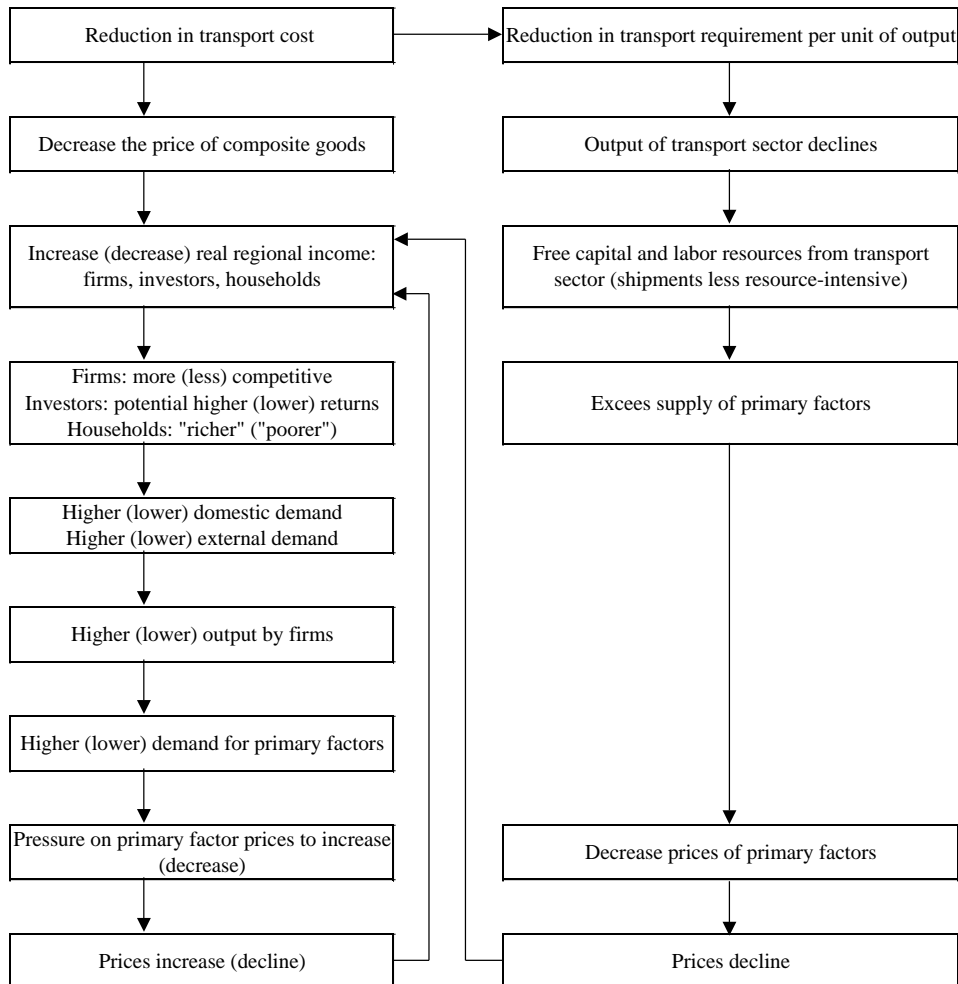 Reduction in transport cost
Reduction in transport requirement per unit of output
Decrease the price of composite goods
Output of transport sector declines
Increase (decrease) real regional income:
firms, investors, households
Free capital and labor resources from transport
sector (shipments less resource-intensive)
Firms: more (less) competitive
Investors: potential higher (lower) returns
Households: "richer" ("poorer")
Excees supply of primary factors
Higher (lower) domestic demand
Higher (lower) external demand
Higher (lower) output by firms
Higher (lower) demand for primary factors
Pressure on primary factor prices to increase
(decrease)
Decrease prices of primary factors
Prices increase (decline)
Prices decline